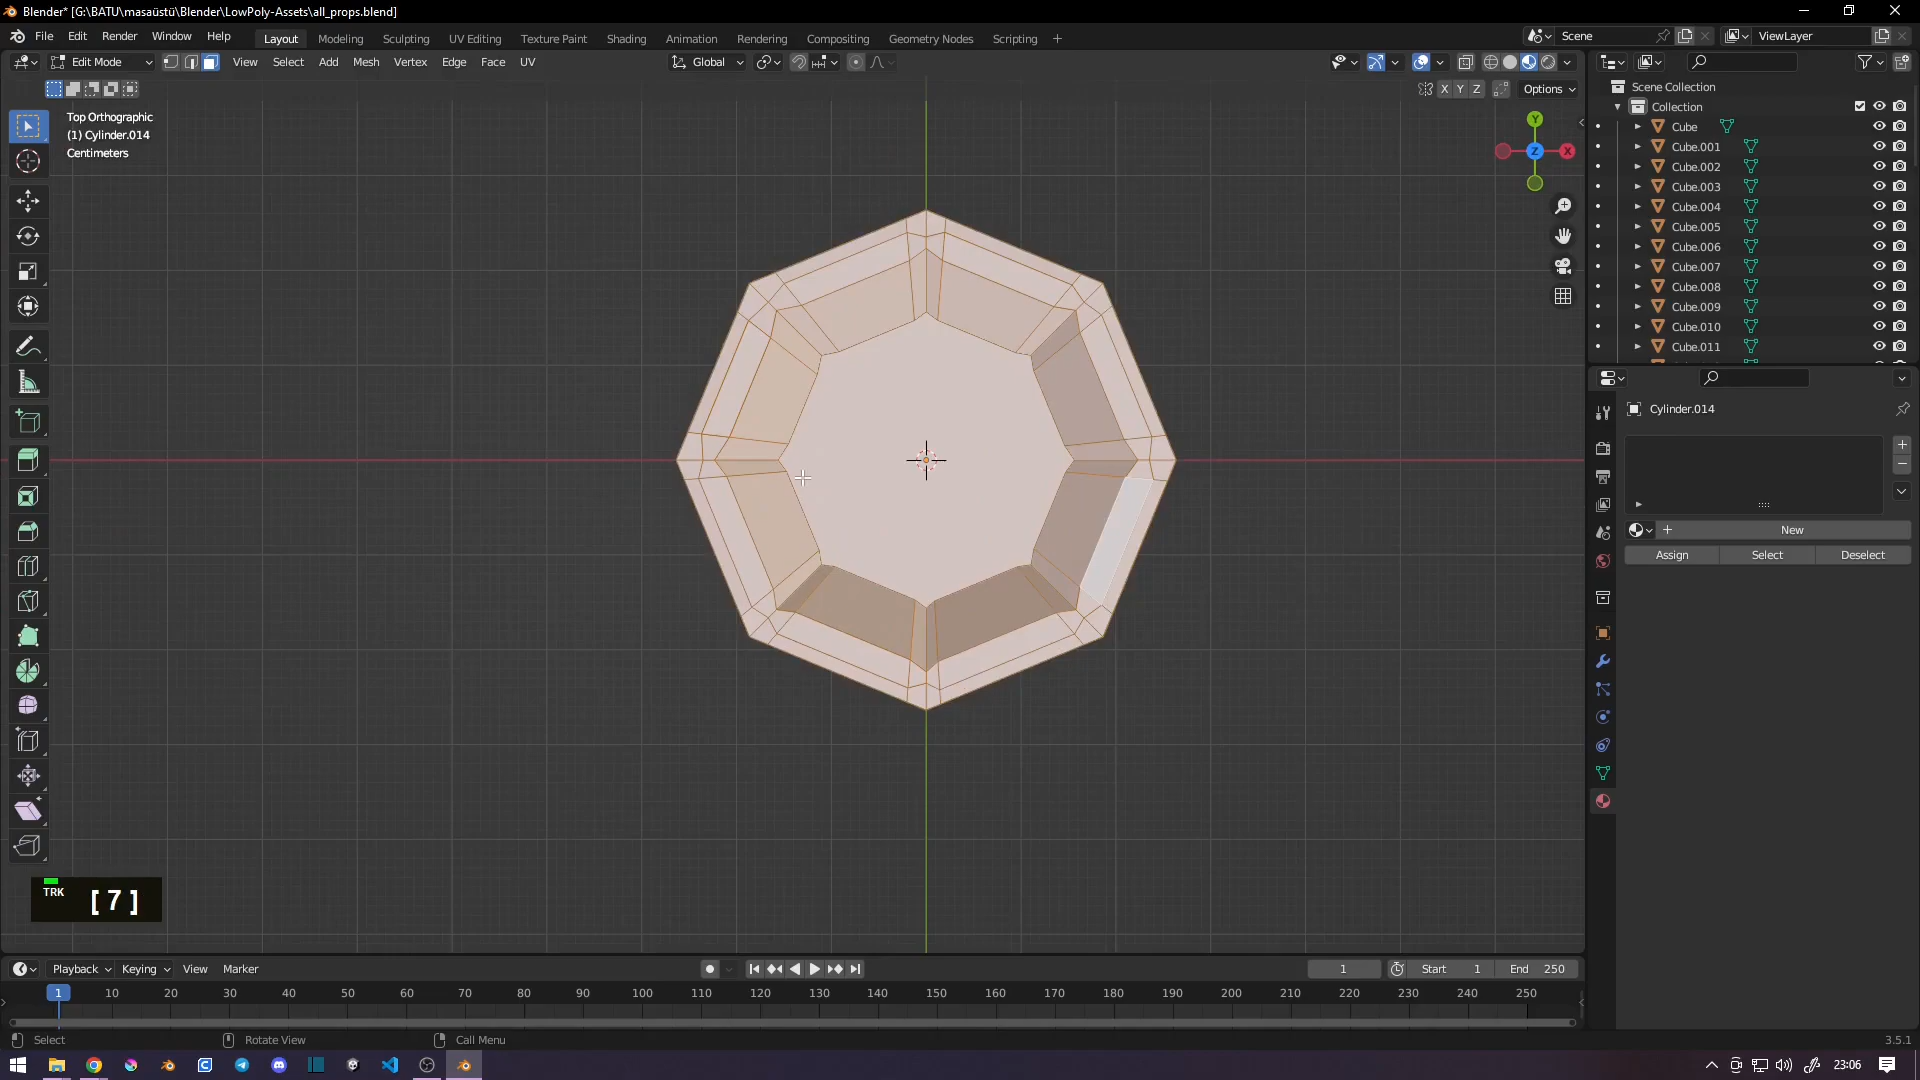 Blender* [G:\BATU\masaüstü\Blender\LowPoly-Assets\all_props.blend]
File Edit Render Window Help
Layout Modeling Sculpting UV Editing Texture Paint Shading Animation Rendering Compositing Geometry Nodes Scripting +
Scene
ViewLayer
Edit Mode View Select Add Mesh Vertex Edge Face UV
Global
X Y Z Options
Top Orthographic
(1) Cylinder.014
Centimeters
Y
Z
X
Scene Collection
Collection
Cube
Cube.001
Cube.002
Cube.003
Cube.004
Cube.005
Cube.006
Cube.007
Cube.008
Cube.009
Cube.010
Cube.011
Cylinder.014
+ New
Assign Select Deselect
TRK [ 7 ]
Playback Keying View Marker
1 Start 1 End 250
1 10 20 30 40 50 60 70 80 90 100 110 120 130 140 150 160 170 180 190 200 210 220 230 240 250
Select Rotate View Call Menu 3.5.1
23:06